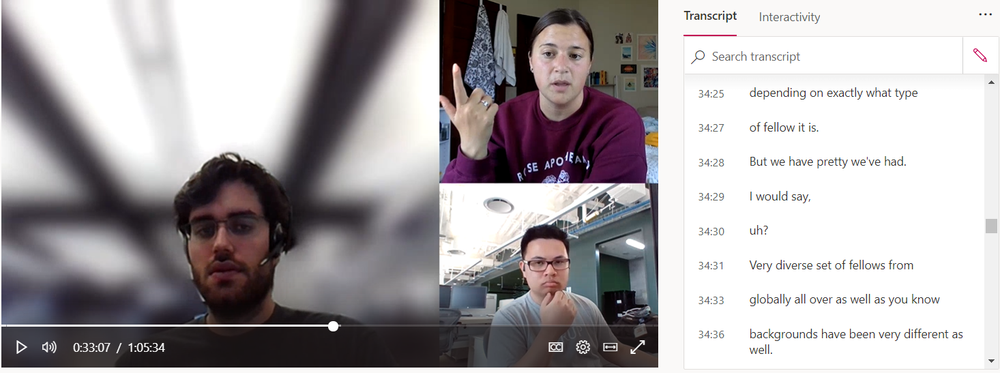 Transcript Interactivity
Search transcript
34:25 depending on exactly what type
34:27 of fellow it is.
34:28 But we have pretty we've had.
34:29 I would say,
34:30 uh?
34:31 Very diverse set of fellows from
34:33 globally all over as well as you know
34:36 backgrounds have been very different as
well.
0:33:07 / 1:05:34
CC